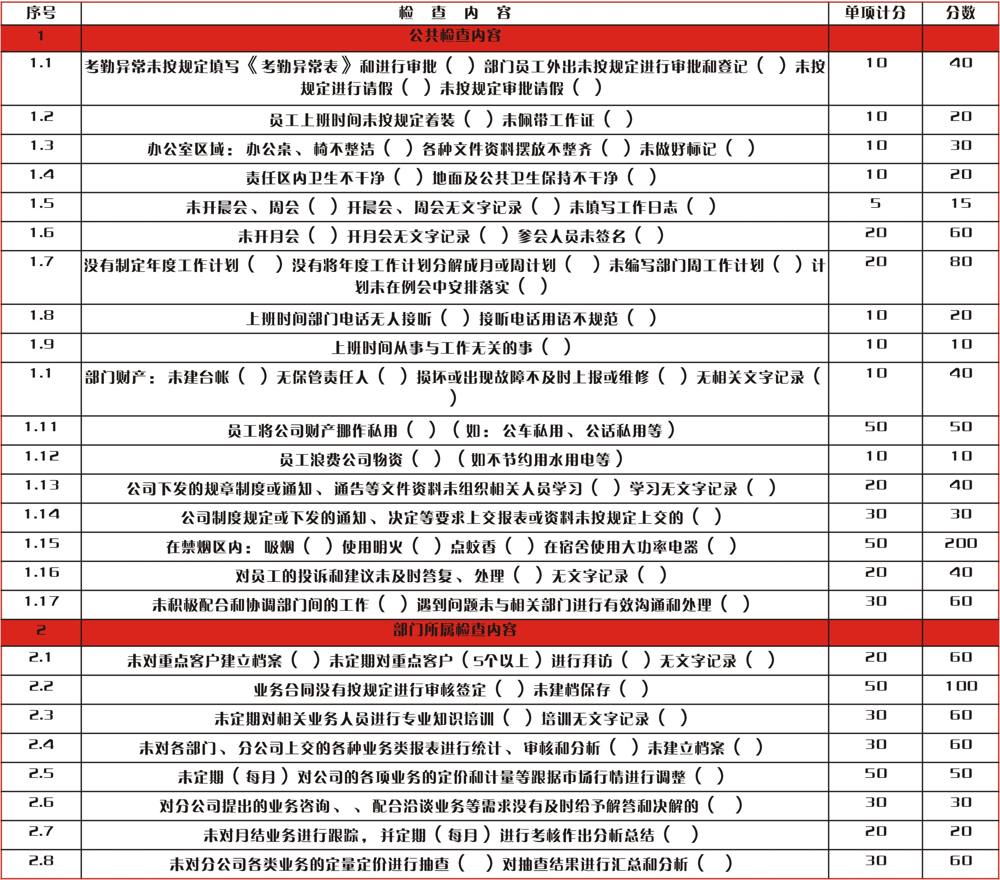 序号 检 查 内 容 单项计分 分数
1 公共检查内容
1.1 考勤异常未按规定填写《考勤异常表》和进行审批（ ）部门员工外出未按规定进行审批和登记（ ）未按 10 40
规定进行请假（ ）未按规定审批请假（ ）
1.2 员工上班时间未按规定着装（ ）未佩带工作证（ ） 10 20
1.3 办公室区域：办公桌、椅不整洁（ ）各种文件资料摆放不整齐（ ）未做好标记（ ） 10 30
1.4 责任区内卫生不干净（ ）地面及公共卫生保持不干净（ ） 10 20
1.5 未开晨会、周会（ ）开晨会、周会无文字记录（ ）未填写工作日志（ ） 5 15
1.6 未开月会（ ）开月会无文字记录（ ）参会人员未签名（ ） 20 60
1.7 没有制定年度工作计划（ ）没有将年度工作计划分解成月或周计划（ ）未编写部门周工作计划（ ）计 20 80
划未在例会中安排落实（ ）
1.8 上班时间部门电话无人接听（ ）接听电话用语不规范（ ） 10 20
1.9 上班时间从事与工作无关的事（ ） 10 10
1.1 部门财产：未建台帐（ ）无保管责任人（ ）损坏或出现故障不及时上报或维修（ ）无相关文字记录（ 10 40
）
1.11 员工将公司财产挪作私用（ ）（如：公车私用、公话私用等） 50 50
1.12 员工浪费公司物资（ ）（如不节约用水用电等） 10 10
1.13 公司下发的规章制度或通知、通告等文件资料未组织相关人员学习（ ）学习无文字记录（ ） 20 40
1.14 公司制度规定或下发的通知、决定等要求上交报表或资料未按规定上交的（ ） 30 30
1.15 在禁烟区内：吸烟（ ）使用明火（ ）点蚊香（ ）在宿舍使用大功率电器（ ） 50 200
1.16 对员工的投诉和建议未及时答复、处理（ ）无文字记录（ ） 20 40
1.17 未积极配合和协调部门间的工作（ ）遇到问题未与相关部门进行有效沟通和处理（ ） 30 60
2 部门所属检查内容
2.1 未对重点客户建立档案（ ）未定期对重点客户（5个以上）进行拜访（ ）无文字记录（ ） 20 60
2.2 业务合同没有按规定进行审核签定（ ）未建档保存（ ） 50 100
2.3 未定期对相关业务人员进行专业知识培训（ ）培训无文字记录（ ） 30 60
2.4 未对各部门、分公司上交的各种业务类报表进行统计、审核和分析（ ）未建立档案（ ） 30 60
2.5 未定期（每月）对公司的各项业务的定价和计量等跟据市场行情进行调整（ ） 50 50
2.6 对分公司提出的业务咨询、、配合洽谈业务等需求没有及时给予解答和决解的（ ） 30 30
2.7 未对月结业务进行跟踪，并定期（每月）进行考核作出分析总结（ ） 20 20
2.8 未对分公司各类业务的定量定价进行抽查（ ）对抽查结果进行汇总和分析（ ） 30 60